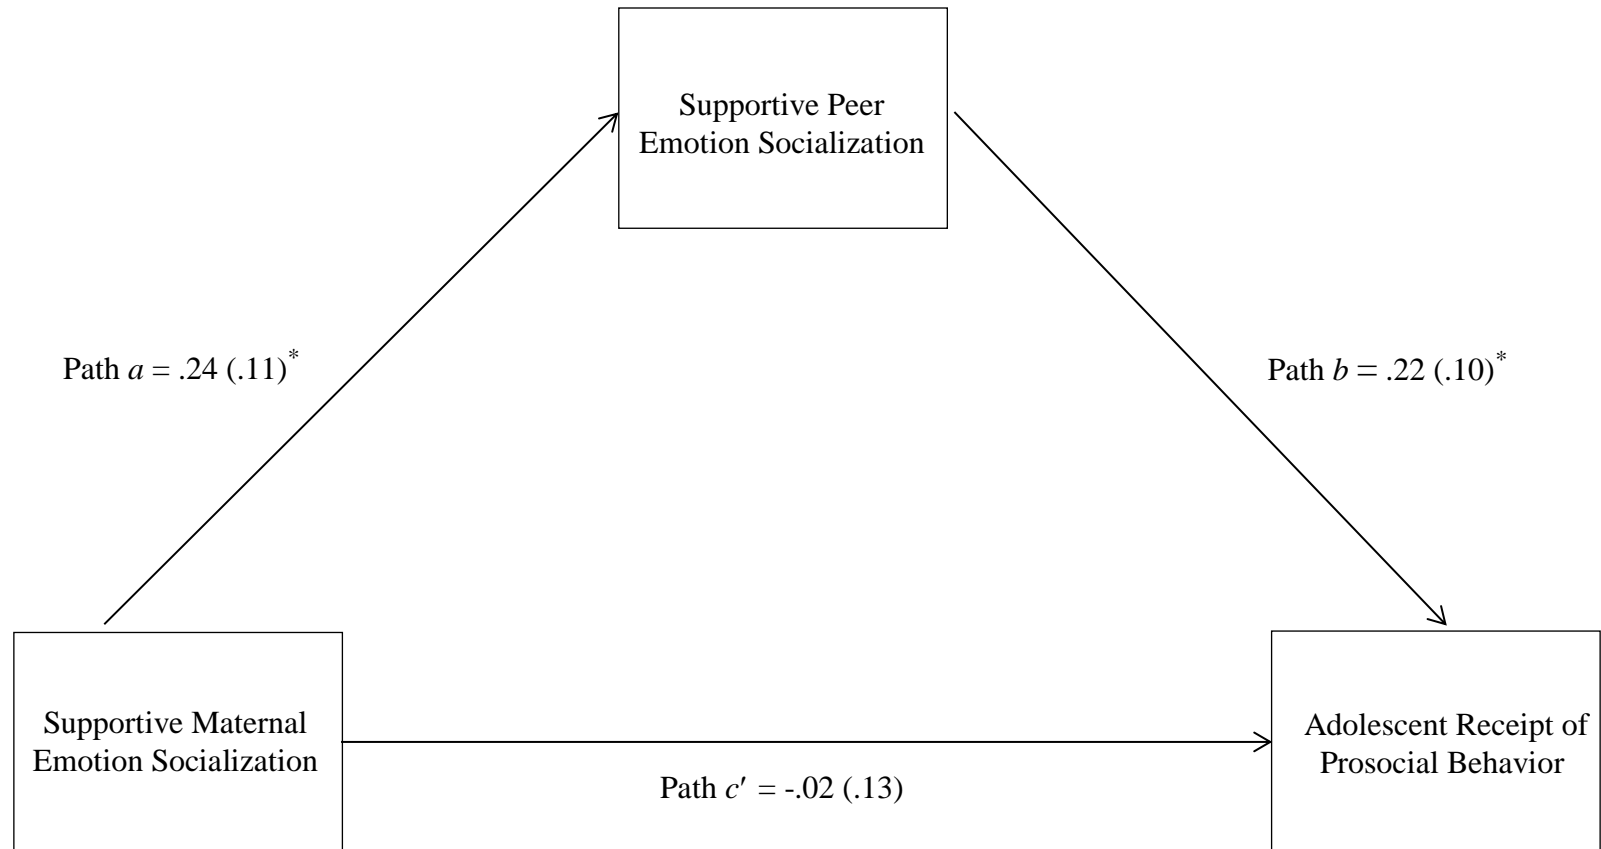 Supportive Peer
Emotion Socialization
Path a = .24 (.11)*
Path b = .22 (.10)*
Supportive Maternal
Emotion Socialization
Adolescent Receipt of
Prosocial Behavior
Path c′ = -.02 (.13)